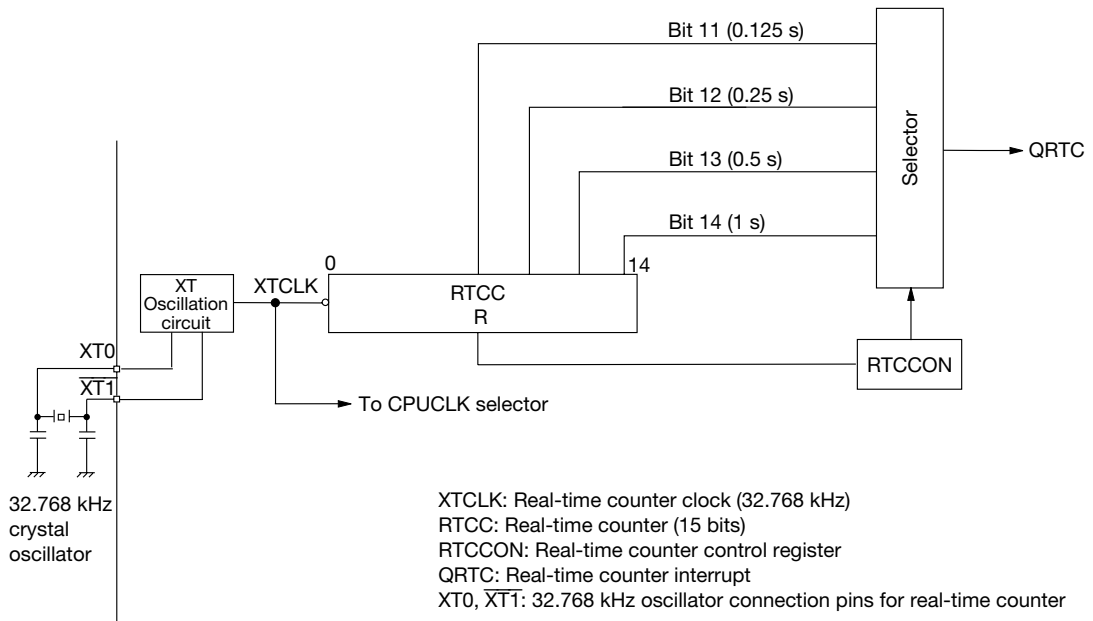 Bit 11 (0.125 s)
Bit 12 (0.25 s)
Selector
QRTC
Bit 13 (0.5 s)
Bit 14 (1 s)
0
14
XT
Oscillation
circuit
XTCLK
RTCC
R
XT0
RTCCON
XT1
To CPUCLK selector
32.768 kHz
crystal
oscillator
XTCLK: Real-time counter clock (32.768 kHz)
RTCC: Real-time counter (15 bits)
RTCCON: Real-time counter control register
QRTC: Real-time counter interrupt
XT0, XT1: 32.768 kHz oscillator connection pins for real-time counter